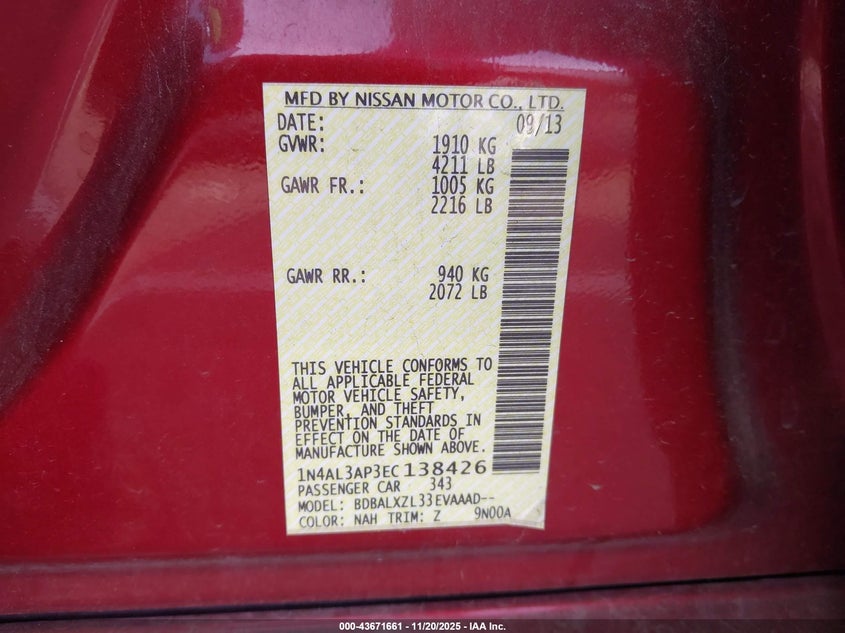 MFD BY NISSAN MOTOR CO., LTD.
DATE: 09/13
GVWR: 1910 KG
4211 LB
GAWR FR.: 1005 KG
2216 LB
GAWR RR.: 940 KG
2072 LB
THIS VEHICLE CONFORMS TO
ALL APPLICABLE FEDERAL
MOTOR VEHICLE SAFETY,
BUMPER, AND THEFT
PREVENTION STANDARDS IN
EFFECT ON THE DATE OF
MANUFACTURE SHOWN ABOVE.
1N4AL3AP3EC138426
PASSENGER CAR 343
MODEL: BDBALXZL33EVAAAD--
COLOR: NAH TRIM: Z 9N00A
000-43671661 - 11/20/2025 - IAA Inc.